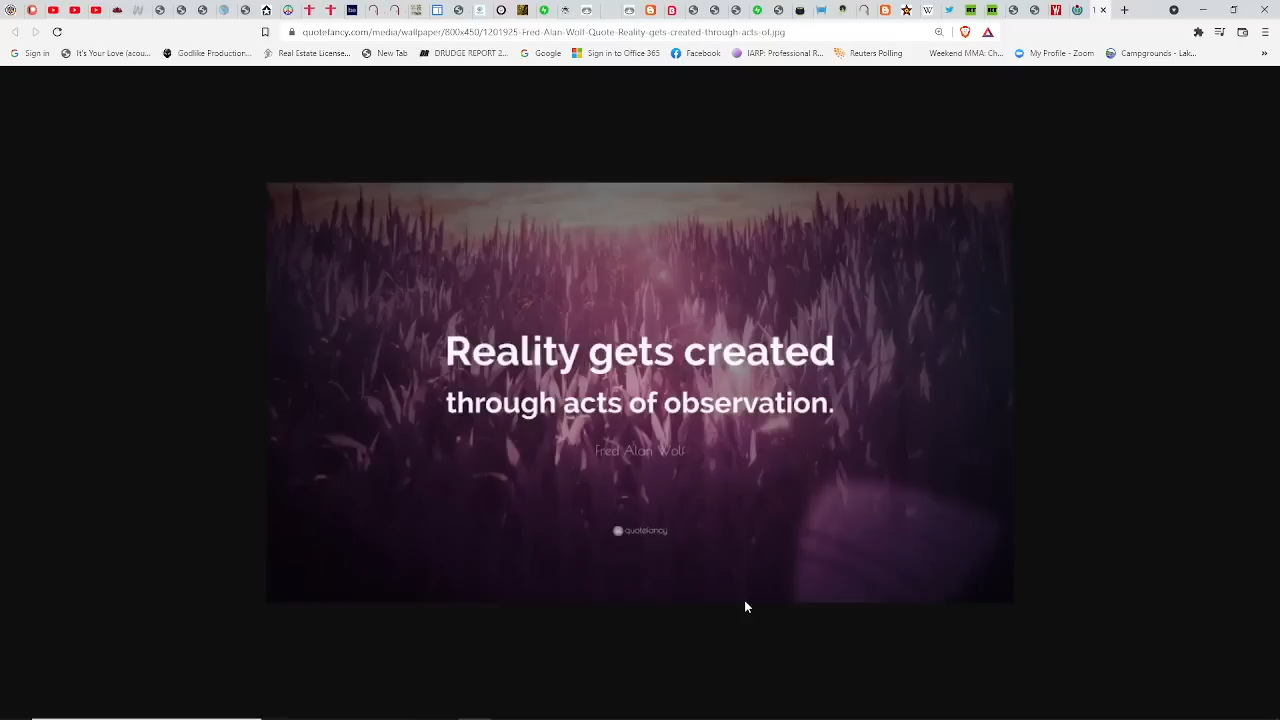 quotefancy.com/media/wallpaper/800x450/1201925-Fred-Alan-Wolf-Quote-Reality-gets-created-through-acts-of.jpg
Sign in
It's Your Love (acou...
Godlike Production...
Real Estate License...
New Tab
DRUDGE REPORT 2...
Google
Sign in to Office 365
Facebook
IARP: Professional R...
Reuters Polling
Weekend MMA: Ch...
My Profile - Zoom
Campgrounds - Lak...
Reality gets created
through acts of observation.
Fred Alan Wolf
quotefancy